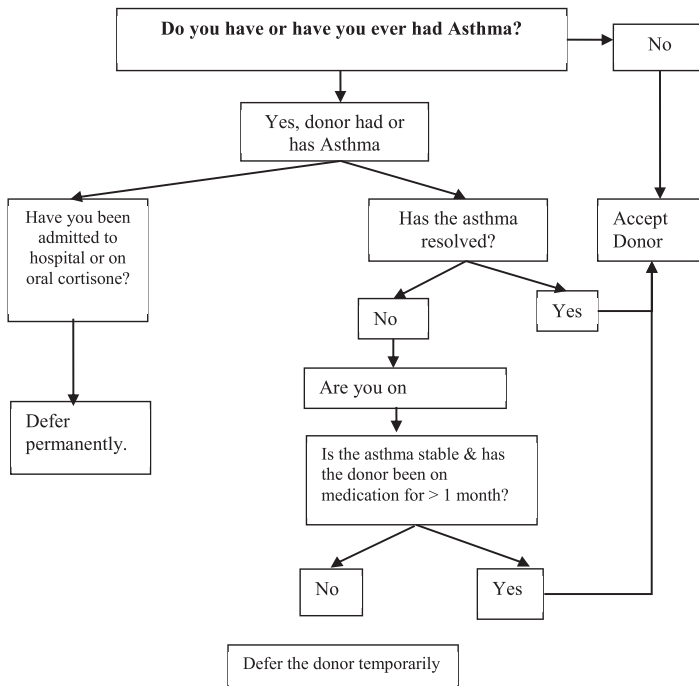 Do you have or have you ever had Asthma?
No
Yes, donor had or
has Asthma
Have you been
admitted to
hospital or on
oral cortisone?
Has the asthma
resolved?
Accept
Donor
No
Yes
Are you on
Defer
permanently.
Is the asthma stable & has
the donor been on
medication for > 1 month?
No
Yes
Defer the donor temporarily